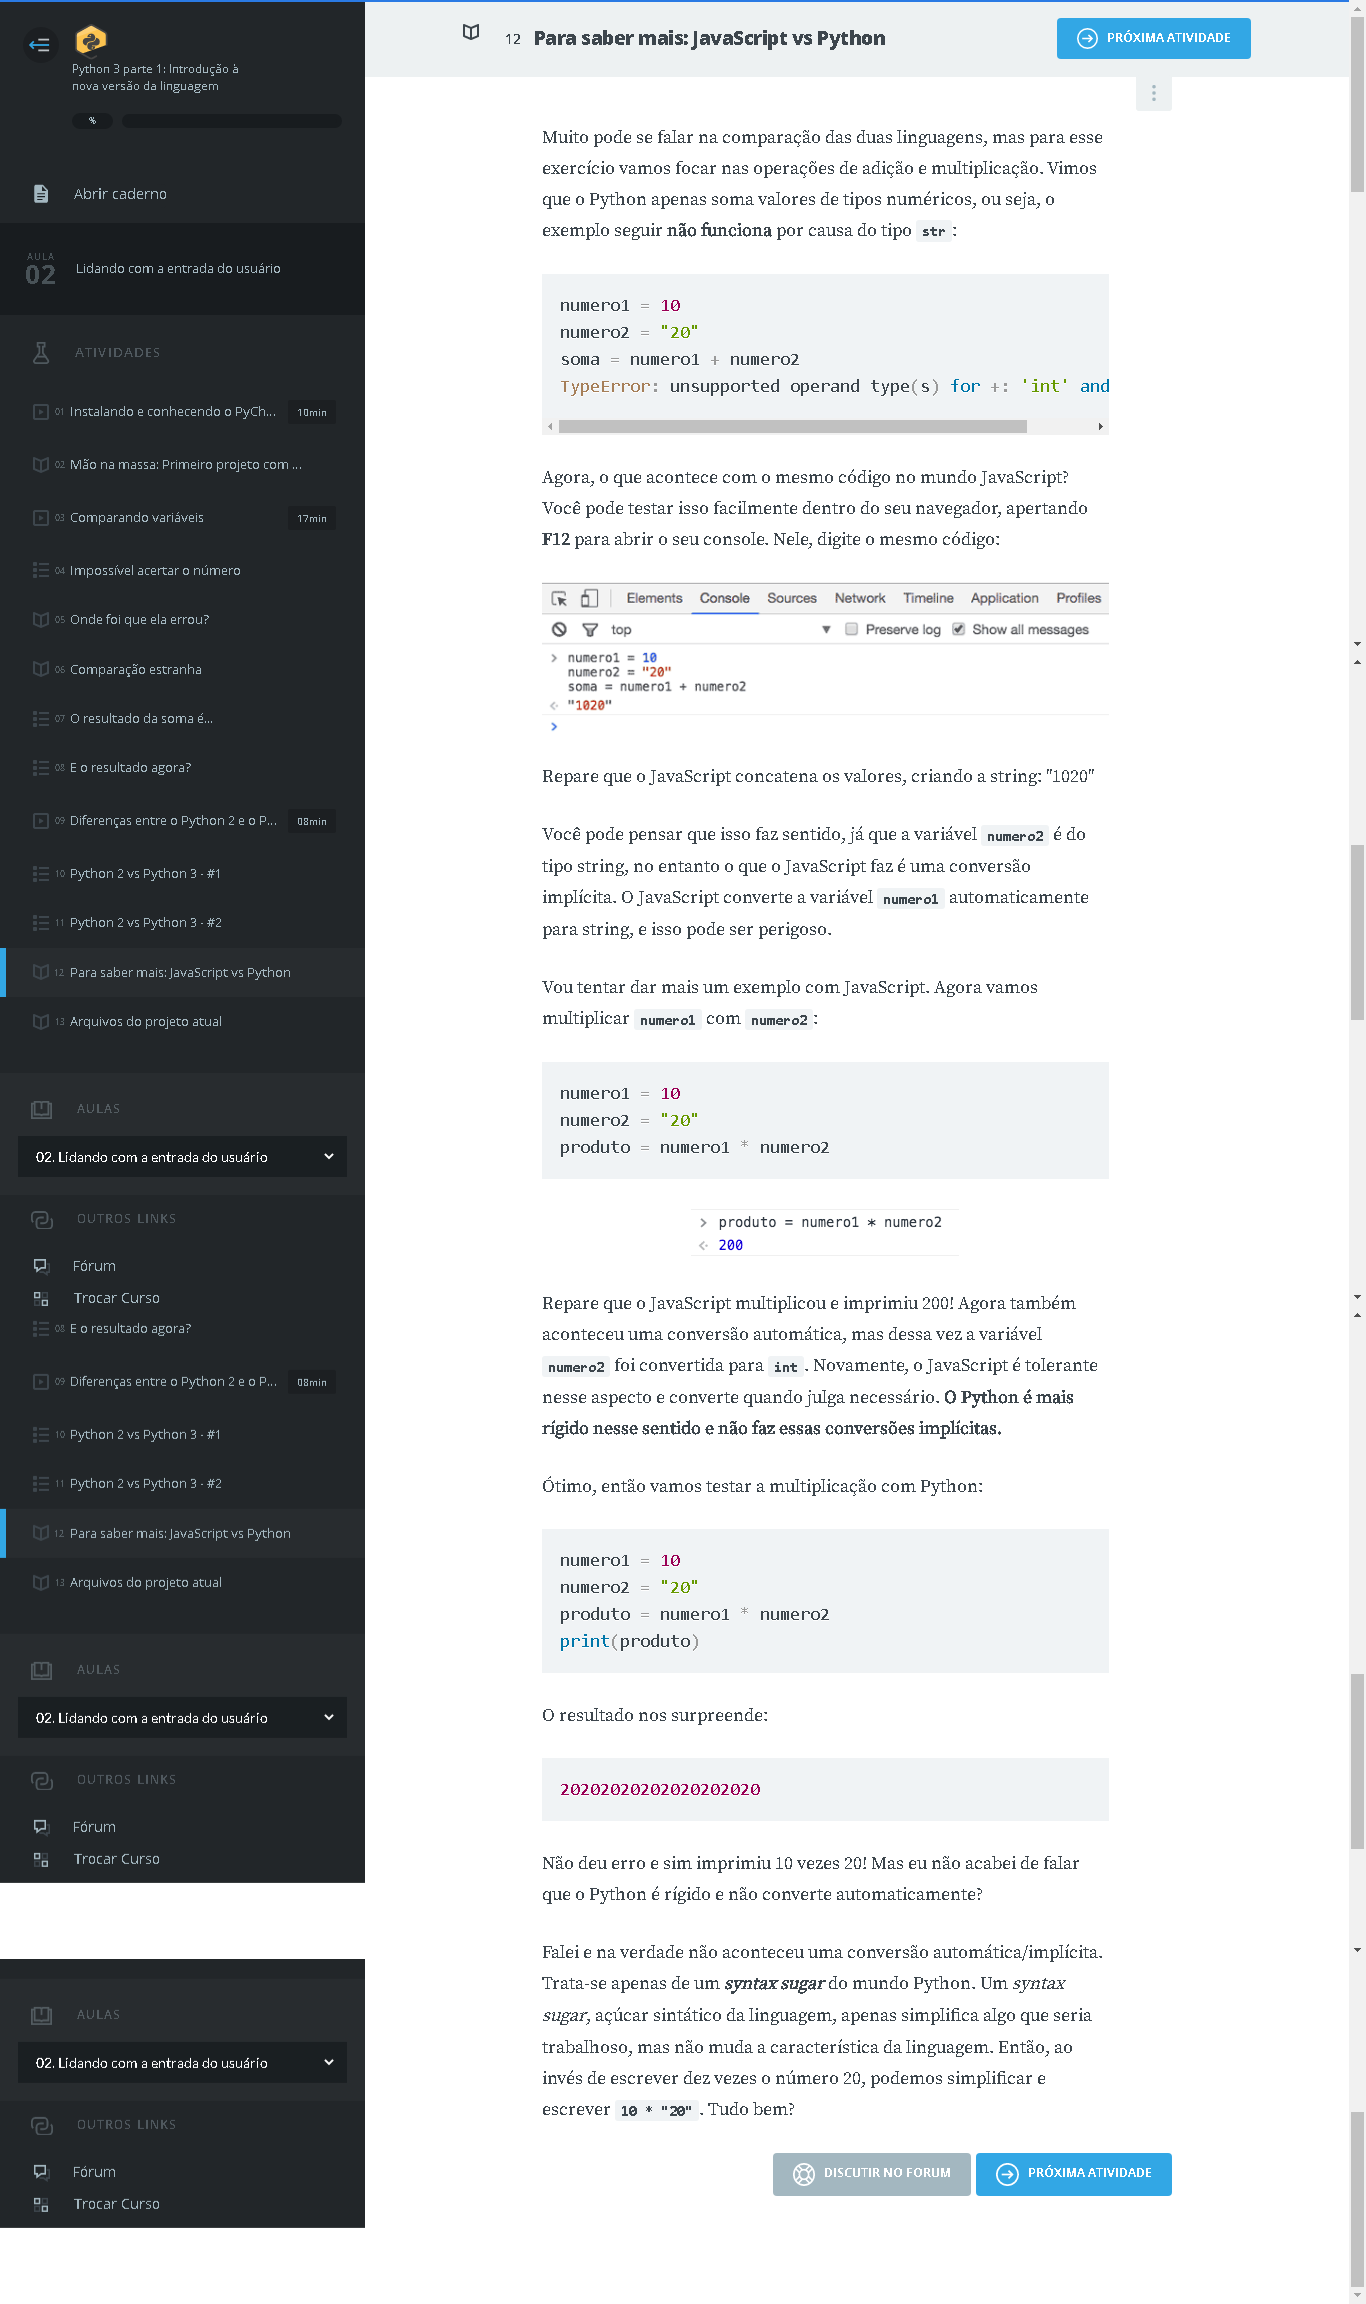 Python 3 parte 1: Introdução à
nova versão da linguagem
%
Abrir caderno
AULA
02
Lidando com a entrada do usuário
ATIVIDADES
01 Instalando e conhecendo o PyCh... 10min
02 Mão na massa: Primeiro projeto com ...
03 Comparando variáveis 17min
04 Impossível acertar o número
05 Onde foi que ela errou?
06 Comparação estranha
07 O resultado da soma é...
08 E o resultado agora?
09 Diferenças entre o Python 2 e o P... 08min
10 Python 2 vs Python 3 - #1
11 Python 2 vs Python 3 - #2
12 Para saber mais: JavaScript vs Python
13 Arquivos do projeto atual
AULAS
02. Lidando com a entrada do usuário
OUTROS LINKS
Fórum
Trocar Curso
08 E o resultado agora?
09 Diferenças entre o Python 2 e o P... 08min
10 Python 2 vs Python 3 - #1
11 Python 2 vs Python 3 - #2
12 Para saber mais: JavaScript vs Python
13 Arquivos do projeto atual
AULAS
02. Lidando com a entrada do usuário
OUTROS LINKS
Fórum
Trocar Curso
AULAS
02. Lidando com a entrada do usuário
OUTROS LINKS
Fórum
Trocar Curso
12 Para saber mais: JavaScript vs Python
PRÓXIMA ATIVIDADE
Muito pode se falar na comparação das duas linguagens, mas para esse
exercício vamos focar nas operações de adição e multiplicação. Vimos
que o Python apenas soma valores de tipos numéricos, ou seja, o
exemplo seguir não funciona por causa do tipo str :
numero1 = 10
numero2 = "20"
soma = numero1 + numero2
TypeError: unsupported operand type(s) for +: 'int' and
Agora, o que acontece com o mesmo código no mundo JavaScript?
Você pode testar isso facilmente dentro do seu navegador, apertando
F12 para abrir o seu console. Nele, digite o mesmo código:
Elements Console Sources Network Timeline Application Profiles
top Preserve log Show all messages
> numero1 = 10
numero2 = "20"
soma = numero1 + numero2
"1020"
>
Repare que o JavaScript concatena os valores, criando a string: "1020"
Você pode pensar que isso faz sentido, já que a variável numero2 é do
tipo string, no entanto o que o JavaScript faz é uma conversão
implícita. O JavaScript converte a variável numero1 automaticamente
para string, e isso pode ser perigoso.
Vou tentar dar mais um exemplo com JavaScript. Agora vamos
multiplicar numero1 com numero2 :
numero1 = 10
numero2 = "20"
produto = numero1 * numero2
> produto = numero1 * numero2
200
Repare que o JavaScript multiplicou e imprimiu 200! Agora também
aconteceu uma conversão automática, mas dessa vez a variável
numero2 foi convertida para int . Novamente, o JavaScript é tolerante
nesse aspecto e converte quando julga necessário. O Python é mais
rígido nesse sentido e não faz essas conversões implícitas.
Ótimo, então vamos testar a multiplicação com Python:
numero1 = 10
numero2 = "20"
produto = numero1 * numero2
print(produto)
O resultado nos surpreende:
20202020202020202020
Não deu erro e sim imprimiu 10 vezes 20! Mas eu não acabei de falar
que o Python é rígido e não converte automaticamente?
Falei e na verdade não aconteceu uma conversão automática/implícita.
Trata-se apenas de um syntax sugar do mundo Python. Um syntax
sugar, açúcar sintático da linguagem, apenas simplifica algo que seria
trabalhoso, mas não muda a característica da linguagem. Então, ao
invés de escrever dez vezes o número 20, podemos simplificar e
escrever 10 * "20" . Tudo bem?
DISCUTIR NO FORUM
PRÓXIMA ATIVIDADE